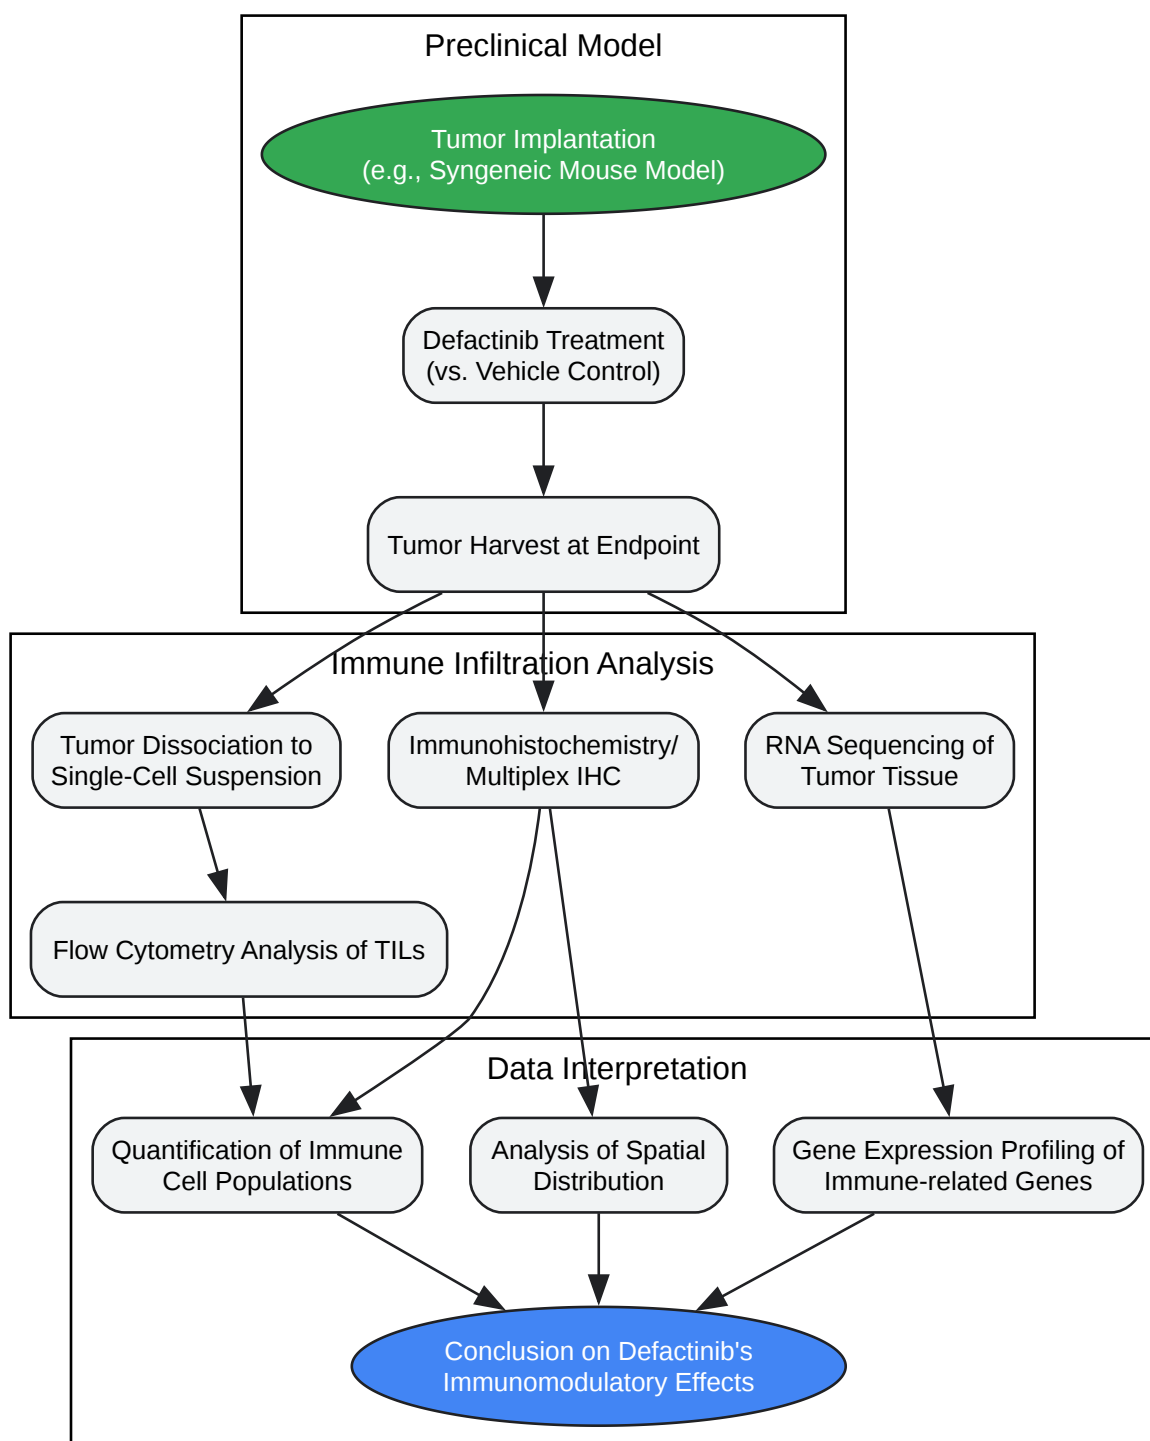 Preclinical Model
Tumor Implantation
(e.g., Syngeneic Mouse Model)
Defactinib Treatment
(vs. Vehicle Control)
Tumor Harvest at Endpoint
Immune Infiltration Analysis
Tumor Dissociation to
Single-Cell Suspension
Immunohistochemistry/
Multiplex IHC
RNA Sequencing of
Tumor Tissue
Flow Cytometry Analysis of TILs
Data Interpretation
Quantification of Immune
Cell Populations
Analysis of Spatial
Distribution
Gene Expression Profiling of
Immune-related Genes
Conclusion on Defactinib's
Immunomodulatory Effects